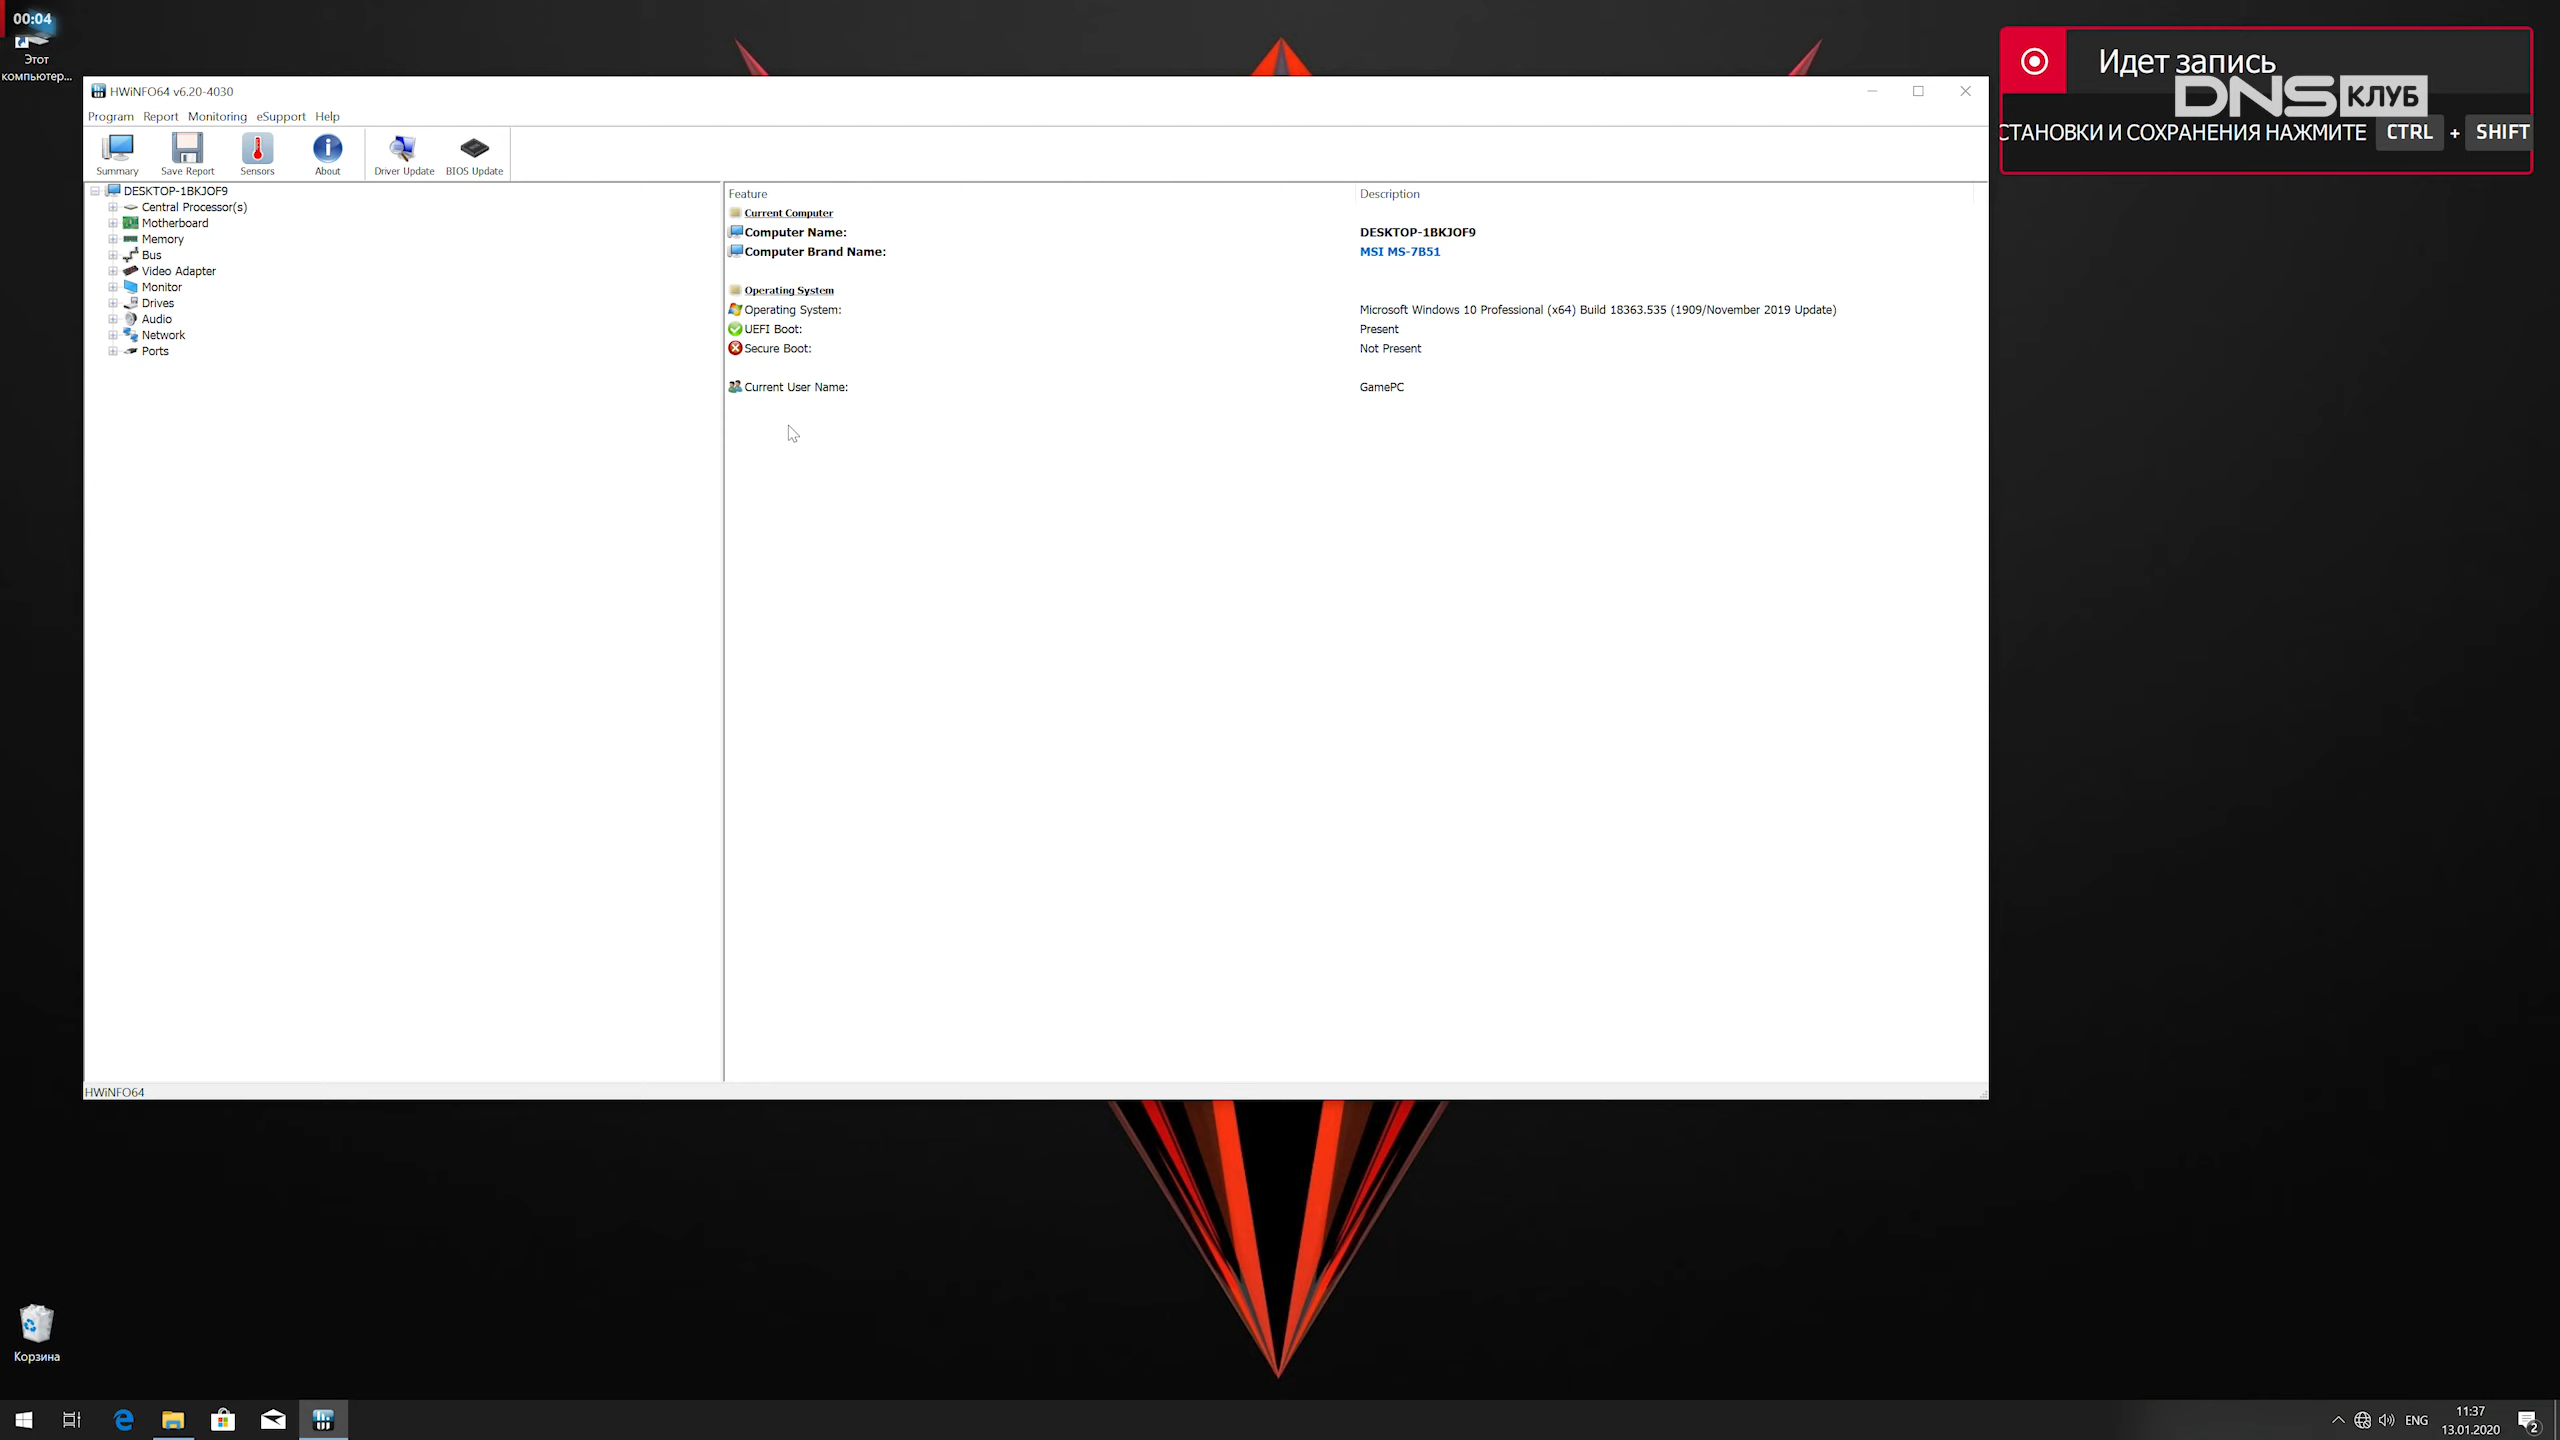 00:04
Этот
компьютер...
Идет запись
DNS КЛУБ
СТАНОВКИ И СОХРАНЕНИЯ НАЖМИТЕ CTRL + SHIFT
HWiNFO64 v6.20-4030
Program Report Monitoring eSupport Help
Summary Save Report Sensors About Driver Update BIOS Update
DESKTOP-1BKJOF9
Central Processor(s)
Motherboard
Memory
Bus
Video Adapter
Monitor
Drives
Audio
Network
Ports
Feature Description
Current Computer
Computer Name: DESKTOP-1BKJOF9
Computer Brand Name: MSI MS-7B51
Operating System
Operating System: Microsoft Windows 10 Professional (x64) Build 18363.535 (1909/November 2019 Update)
UEFI Boot: Present
Secure Boot: Not Present
Current User Name: GamePC
HWiNFO64
Корзина
ENG
11:37
13.01.2020
2